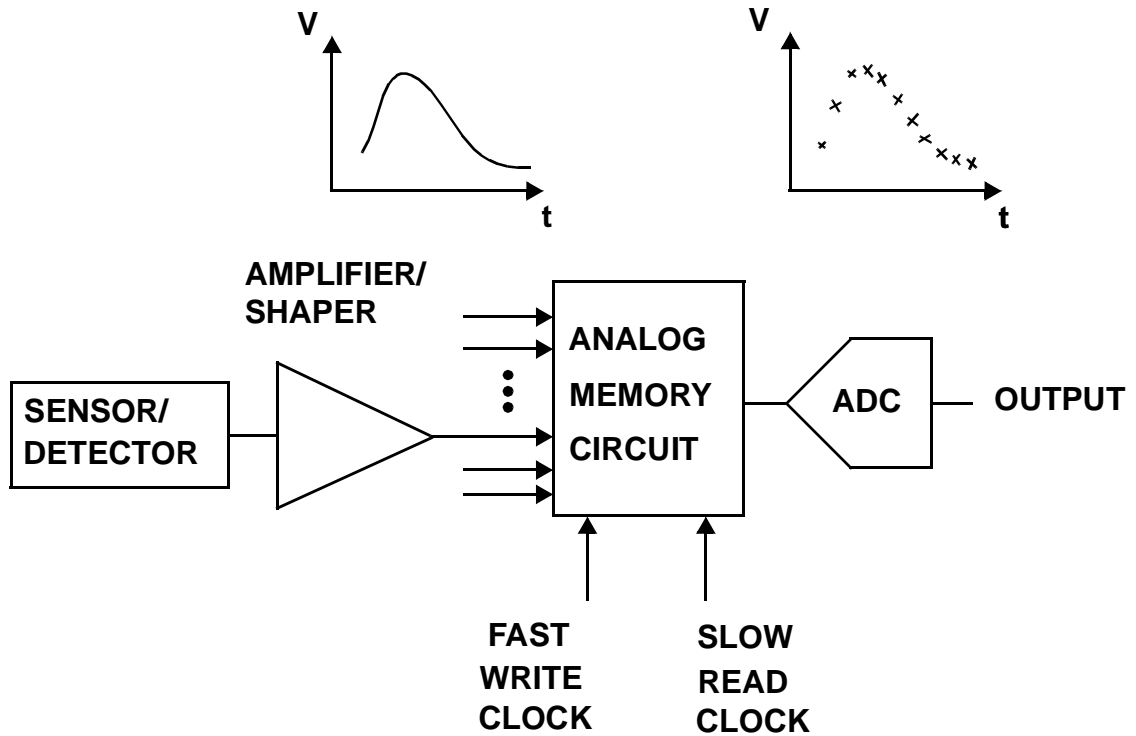 V
t
V
t
AMPLIFIER/
SHAPER
SENSOR/
DETECTOR
ANALOG
MEMORY
CIRCUIT
ADC
OUTPUT
FAST
WRITE
CLOCK
SLOW
READ
CLOCK